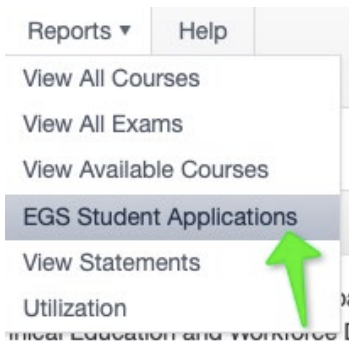 Reports ▼ Help
View All Courses
View All Exams
View Available Courses
EGS Student Applications
View Statements
Utilization
Education and Workforce